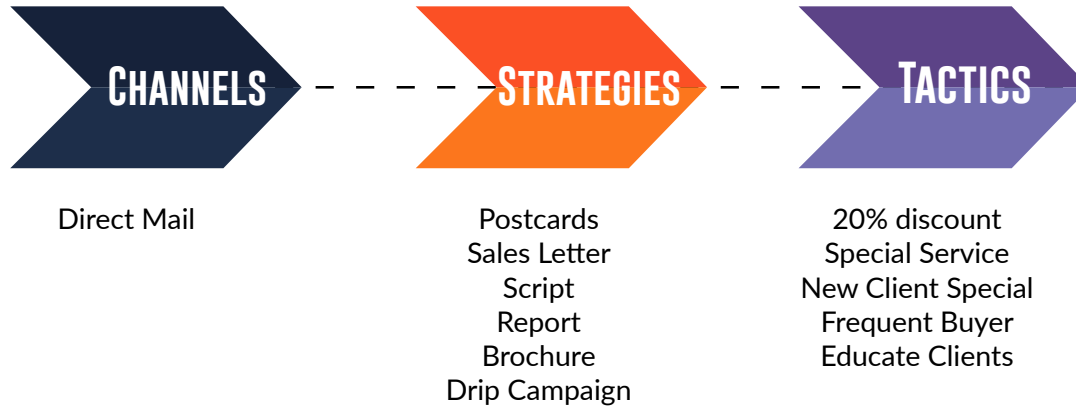 CHANNELS
STRATEGIES
TACTICS
Direct Mail
Postcards
Sales Letter
Script
Report
Brochure
Drip Campaign
20% discount
Special Service
New Client Special
Frequent Buyer
Educate Clients